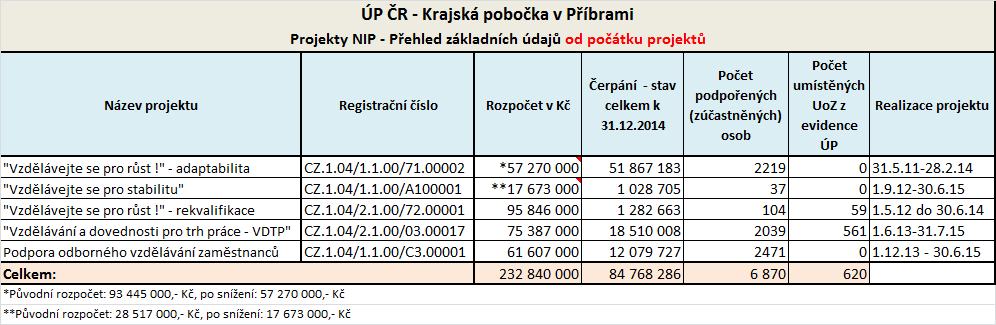 ÚP ČR - Krajská pobočka v Příbrami
Projekty NIP - Přehled základních údajů od počátku projektů
Název projektu | Registrační číslo | Rozpočet v Kč | Čerpání - stav celkem k 31.12.2014 | Počet podpořených (zúčastněných) osob | Počet umístěných UoZ z evidence ÚP | Realizace projektu
"Vzdělávejte se pro růst !" - adaptabilita | CZ.1.04/1.1.00/71.00002 | *57 270 000 | 51 867 183 | 2219 | 0 | 31.5.11-28.2.14
"Vzdělávejte se pro stabilitu" | CZ.1.04/1.1.00/A100001 | **17 673 000 | 1 028 705 | 37 | 0 | 1.9.12-30.6.15
"Vzdělávejte se pro růst !" - rekvalifikace | CZ.1.04/2.1.00/72.00001 | 95 846 000 | 1 282 663 | 104 | 59 | 1.5.12 do 30.6.14
"Vzdělávání a dovednosti pro trh práce - VDTP" | CZ.1.04/2.1.00/03.00017 | 75 387 000 | 18 510 008 | 2039 | 561 | 1.6.13-31.7.15
Podpora odborného vzdělávání zaměstnanců | CZ.1.04/1.1.00/C3.00001 | 61 607 000 | 12 079 727 | 2471 | 0 | 1.12.13 - 30.6.15
Celkem: | 232 840 000 | 84 768 286 | 6 870 | 620
*Původní rozpočet: 93 445 000,- Kč, po snížení: 57 270 000,- Kč
**Původní rozpočet: 28 517 000,- Kč, po snížení: 17 673 000,- Kč